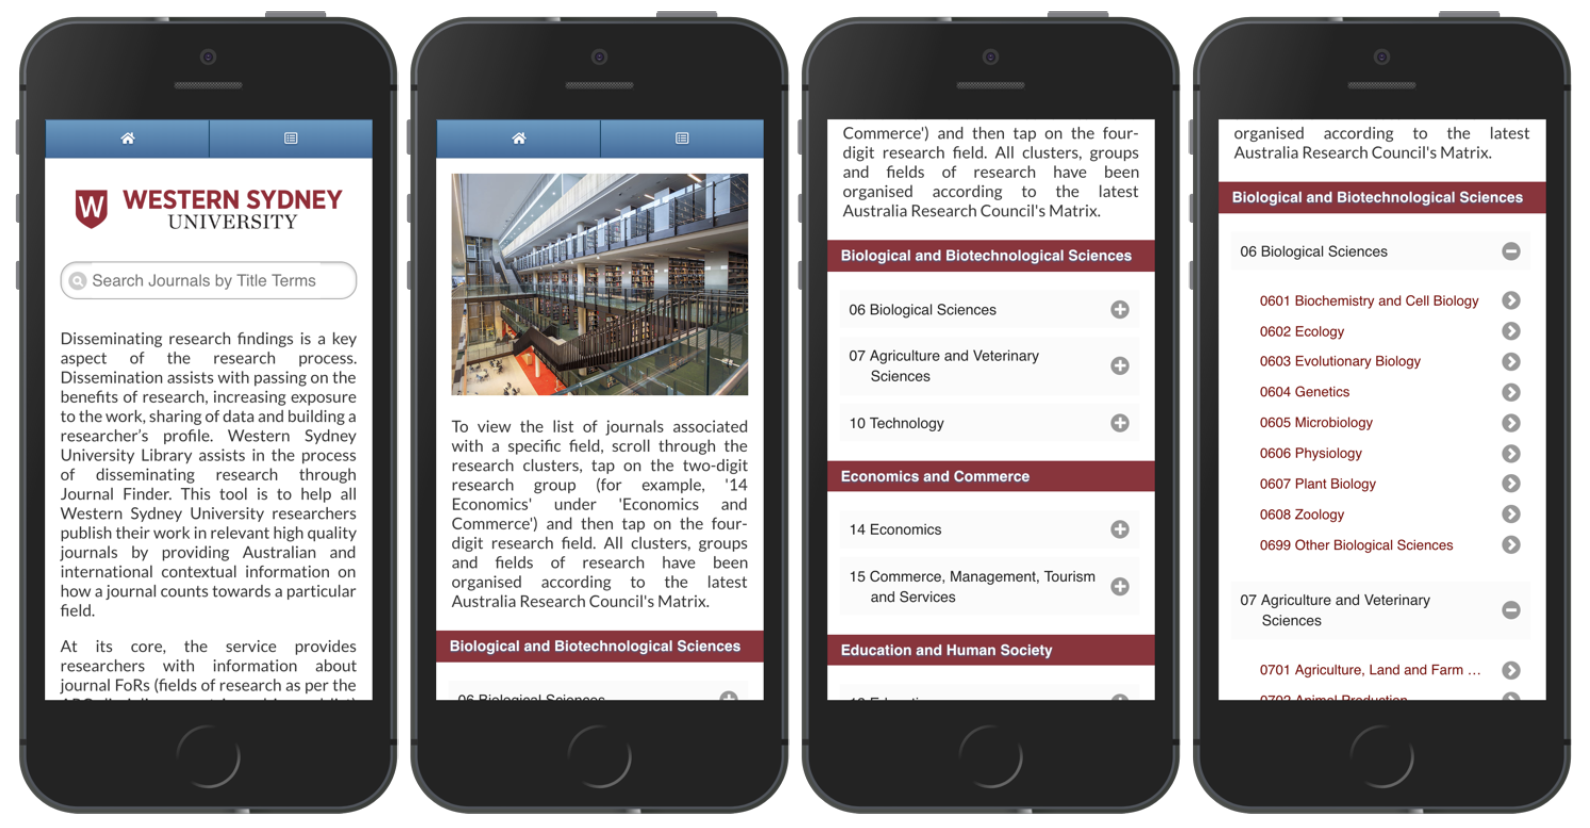 WESTERN SYDNEY
UNIVERSITY
Search Journals by Title Terms
Disseminating research findings is a key
aspect of the research process.
Dissemination assists with passing on the
benefits of research, increasing exposure
to the work, sharing of data and building a
researcher's profile. Western Sydney
University Library assists in the process
of disseminating research through
Journal Finder. This tool is to help all
Western Sydney University researchers
publish their work in relevant high quality
journals by providing Australian and
international contextual information on
how a journal counts towards a particular
field.
At its core, the service provides
researchers with information about
journal FoRs (fields of research as per the
To view the list of journals associated
with a specific field, scroll through the
research clusters, tap on the two-digit
research group (for example, '14
Economics' under 'Economics and
Commerce') and then tap on the four-
digit research field. All clusters, groups
and fields of research have been
organised according to the latest
Australia Research Council's Matrix.
Biological and Biotechnological Sciences
06 Biological Sciences
Commerce') and then tap on the four-
digit research field. All clusters, groups
and fields of research have been
organised according to the latest
Australia Research Council's Matrix.
Biological and Biotechnological Sciences
06 Biological Sciences
07 Agriculture and Veterinary
Sciences
10 Technology
Economics and Commerce
14 Economics
15 Commerce, Management, Tourism
and Services
Education and Human Society
organised according to the latest
Australia Research Council's Matrix.
Biological and Biotechnological Sciences
06 Biological Sciences
0601 Biochemistry and Cell Biology
0602 Ecology
0603 Evolutionary Biology
0604 Genetics
0605 Microbiology
0606 Physiology
0607 Plant Biology
0608 Zoology
0699 Other Biological Sciences
07 Agriculture and Veterinary
Sciences
0701 Agriculture, Land and Farm ...
0702 Animal Production